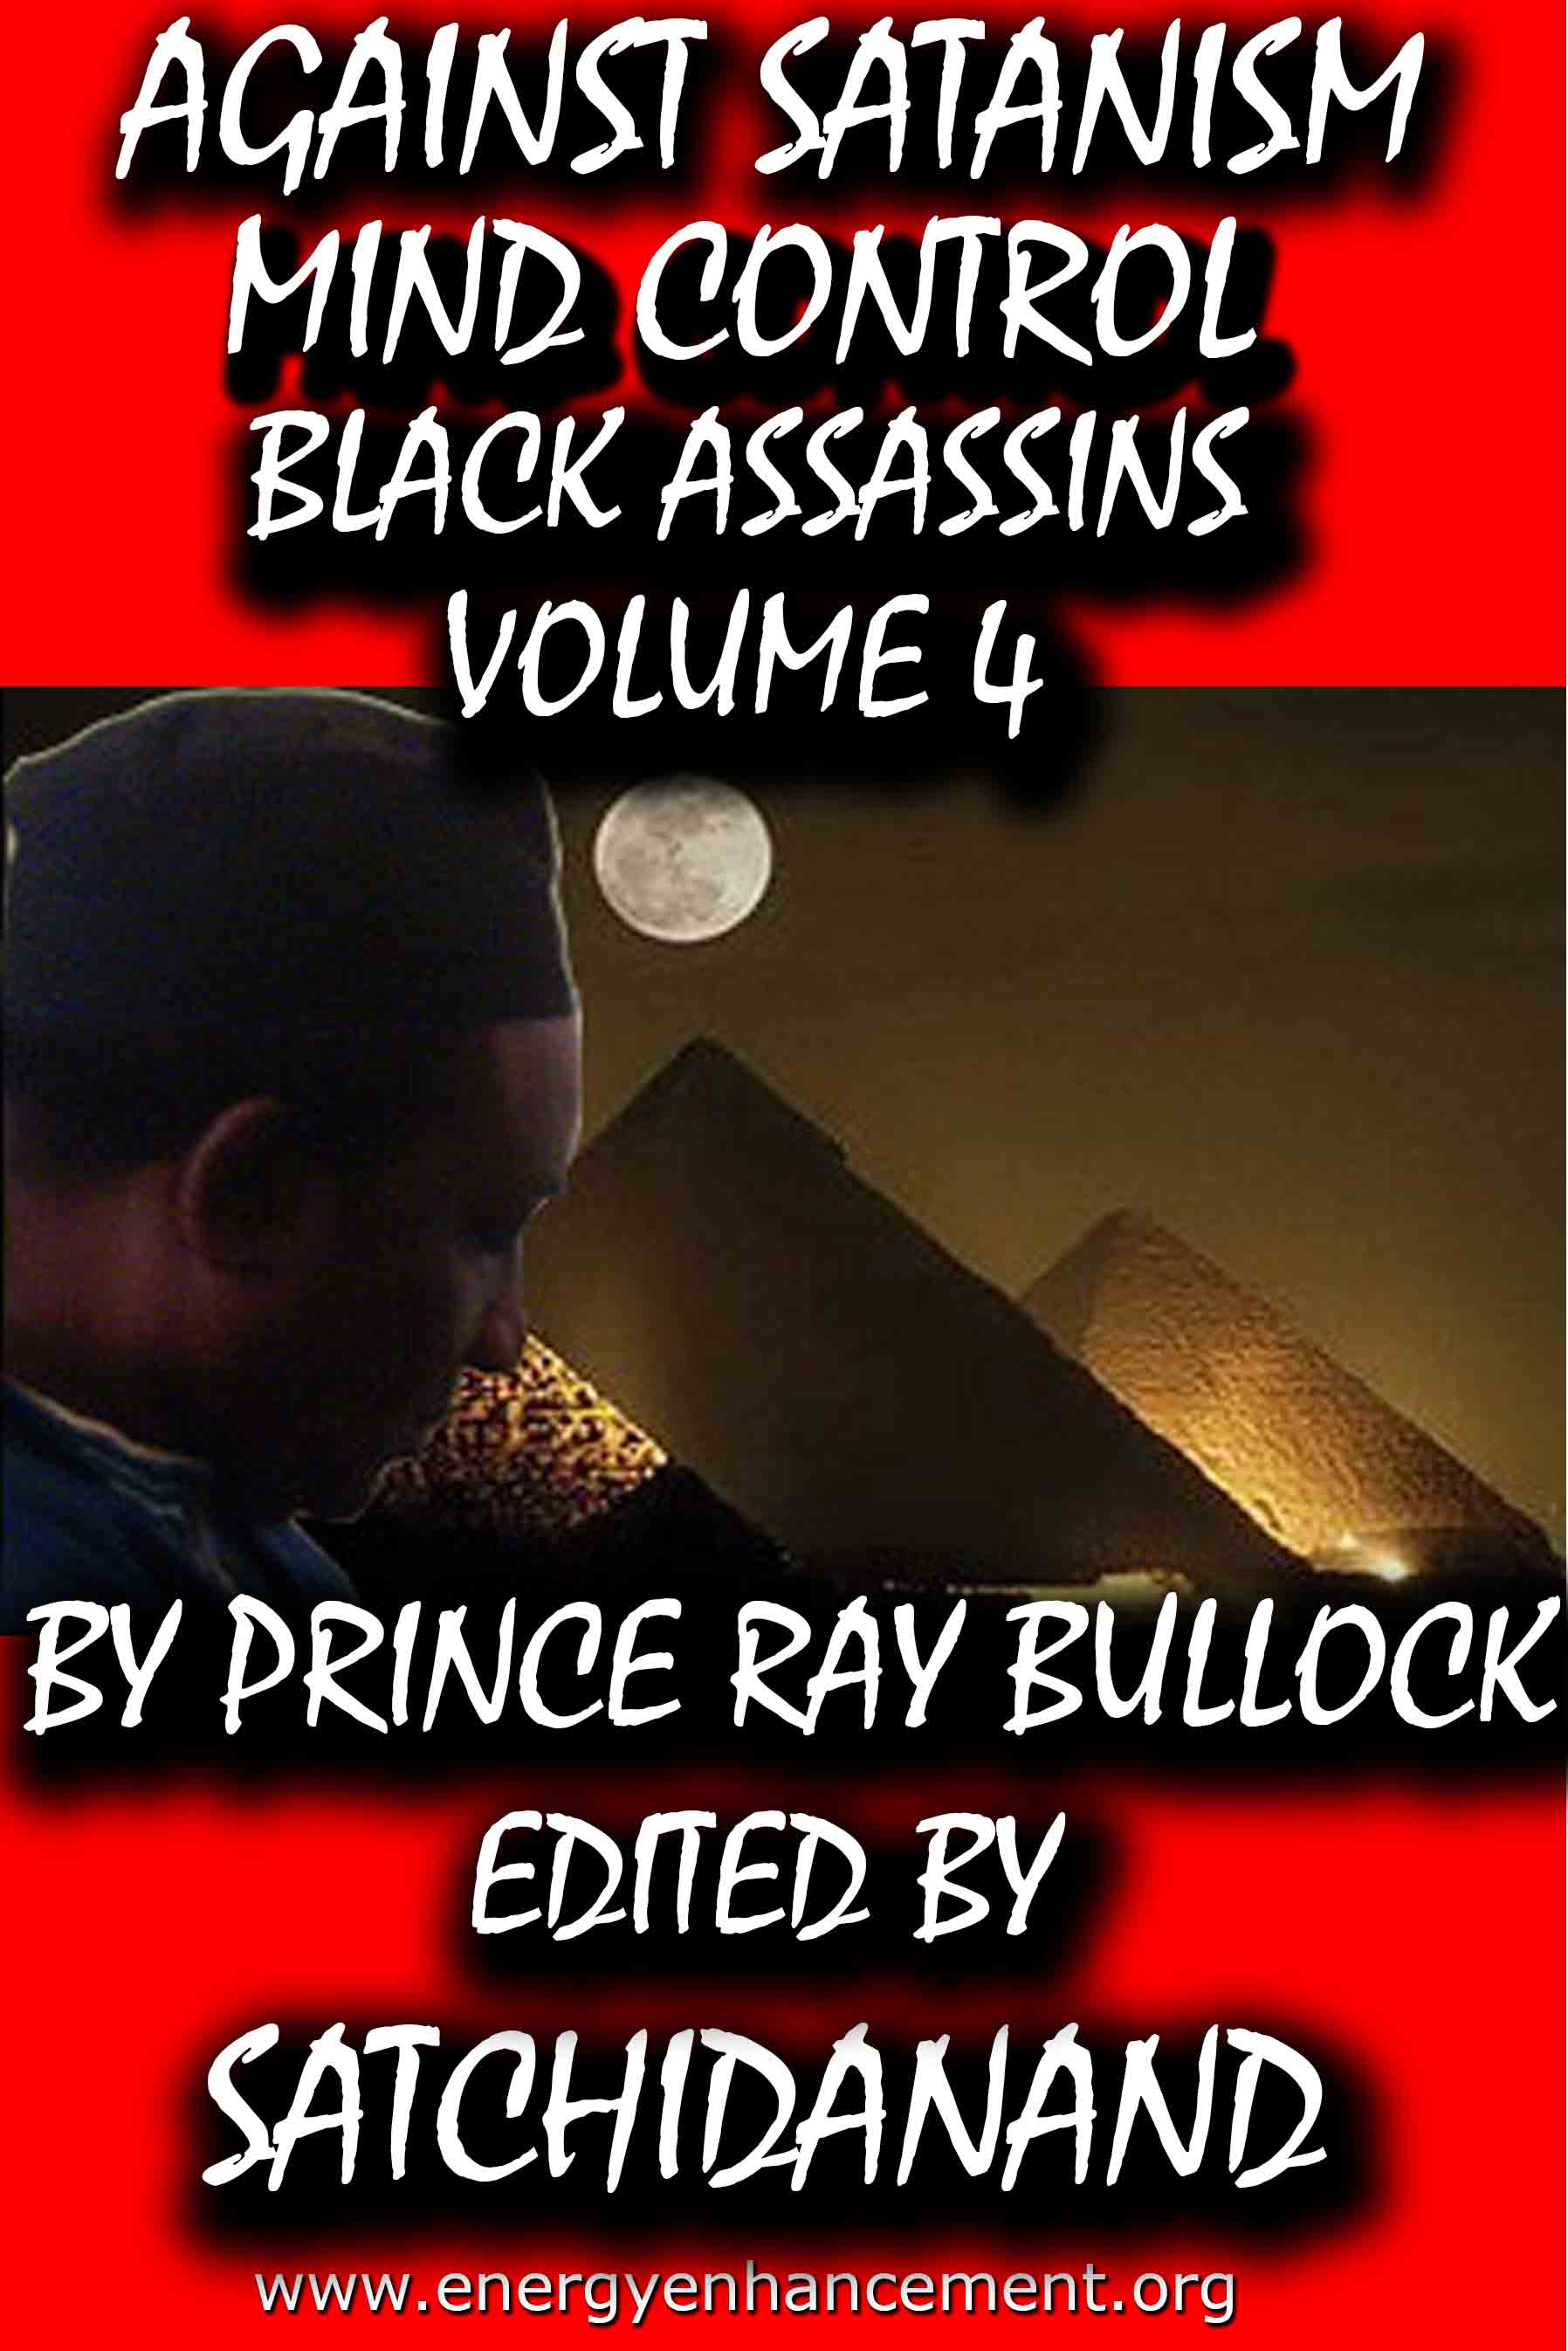 AGAINST SATANISM
MIND CONTROL
BLACK ASSASSINS
VOLUME 4
BY PRINCE RAY BULLOCK
EDITED BY
SATCHIDANAND
www.energyenhancement.org